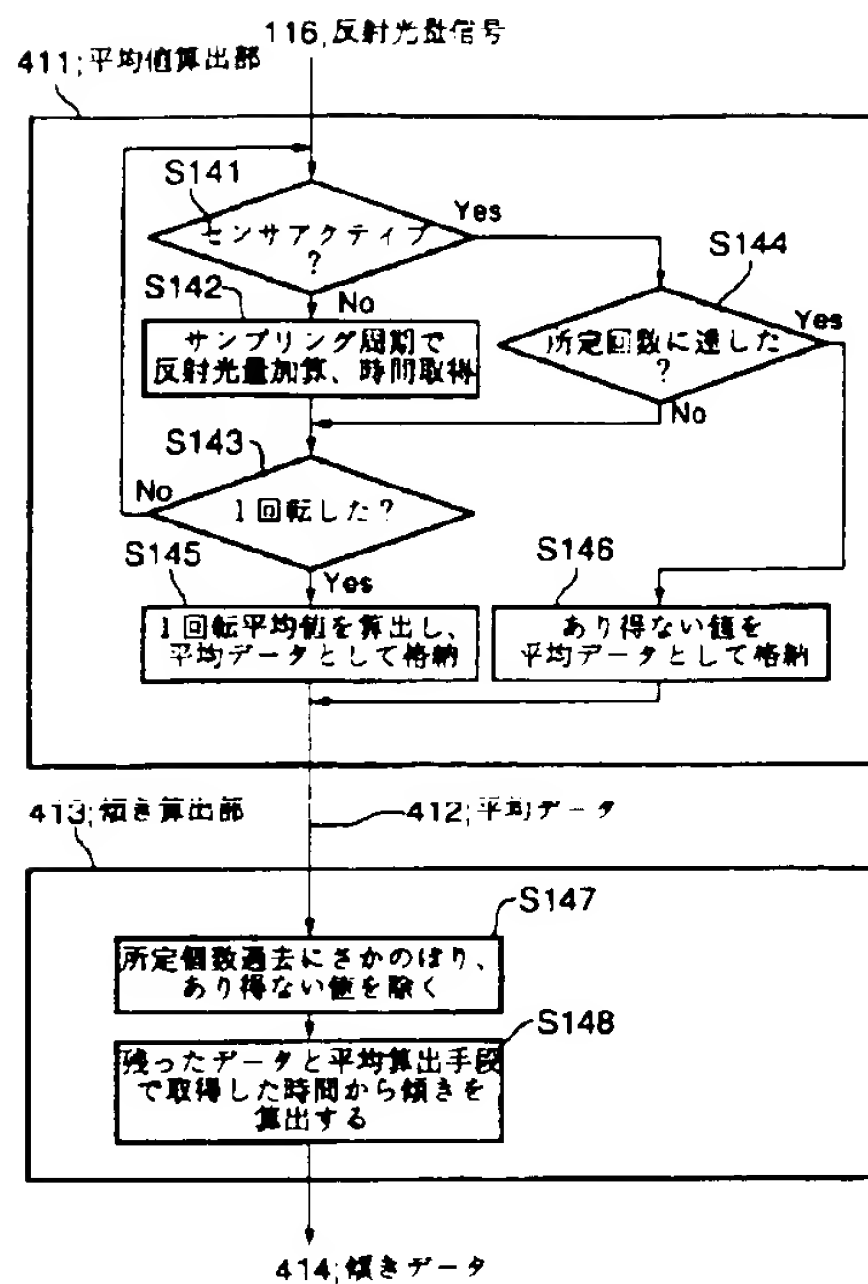 116;反射光量信号
411;平均値算出部
S141
センサアクティブ
?
Yes
S144
S142
No
サンプリング周期で
反射光量加算、時間取得
所定回数に達した
?
Yes
No
S143
No
1回転した?
S145
Yes
S146
1回転平均値を算出し、
平均データとして格納
あり得ない値を
平均データとして格納
413;傾き算出部
412;平均データ
S147
所定個数過去にさかのぼり、
あり得ない値を除く
S148
残ったデータと平均算出手段
で取得した時間から傾きを
算出する
414;傾きデータ